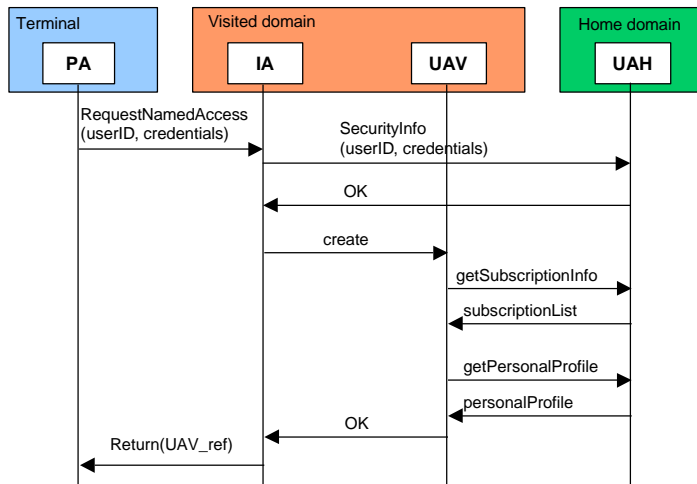 Terminal
Visited domain
Home domain
PA
IA
UAV
UAH
RequestNamedAccess
(userID, credentials)
SecurityInfo
(userID, credentials)
OK
create
getSubscriptionInfo
subscriptionList
getPersonalProfile
personalProfile
OK
Return(UAV_ref)